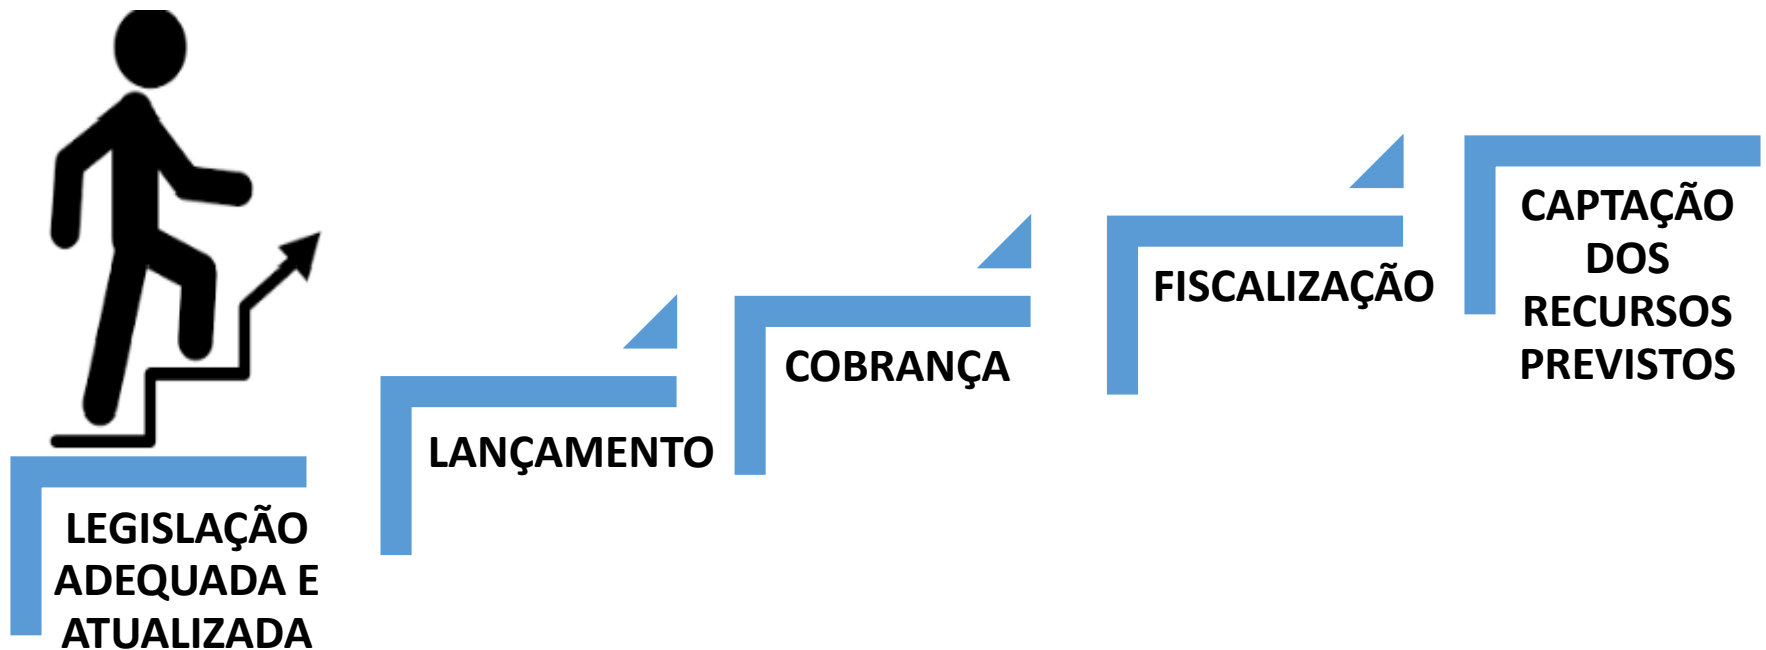 LEGISLAÇÃO
ADEQUADA E
ATUALIZADA
LANÇAMENTO
COBRANÇA
FISCALIZAÇÃO
CAPTAÇÃO
DOS
RECURSOS
PREVISTOS